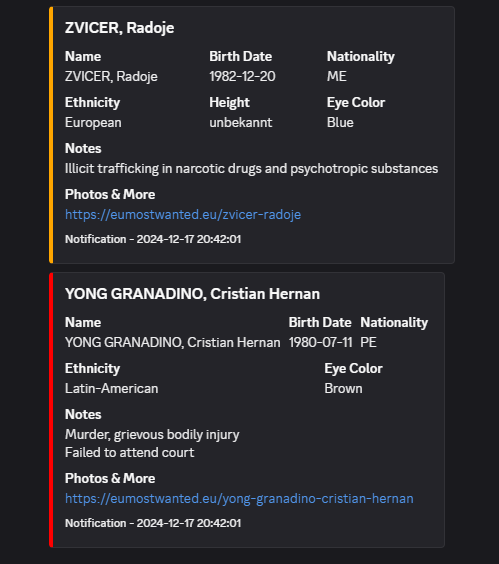 ZVICER, Radoje
Name Birth Date Nationality
ZVICER, Radoje 1982-12-20 ME
Ethnicity Height Eye Color
European unbekannt Blue
Notes
Illicit trafficking in narcotic drugs and psychotropic substances
Photos & More
https://eumostwanted.eu/zvicer-radoje
Notification - 2024-12-17 20:42:01
YONG GRANADINO, Cristian Hernan
Name Birth Date Nationality
YONG GRANADINO, Cristian Hernan 1980-07-11 PE
Ethnicity Eye Color
Latin-American Brown
Notes
Murder, grievous bodily injury
Failed to attend court
Photos & More
https://eumostwanted.eu/yong-granadino-cristian-hernan
Notification - 2024-12-17 20:42:01